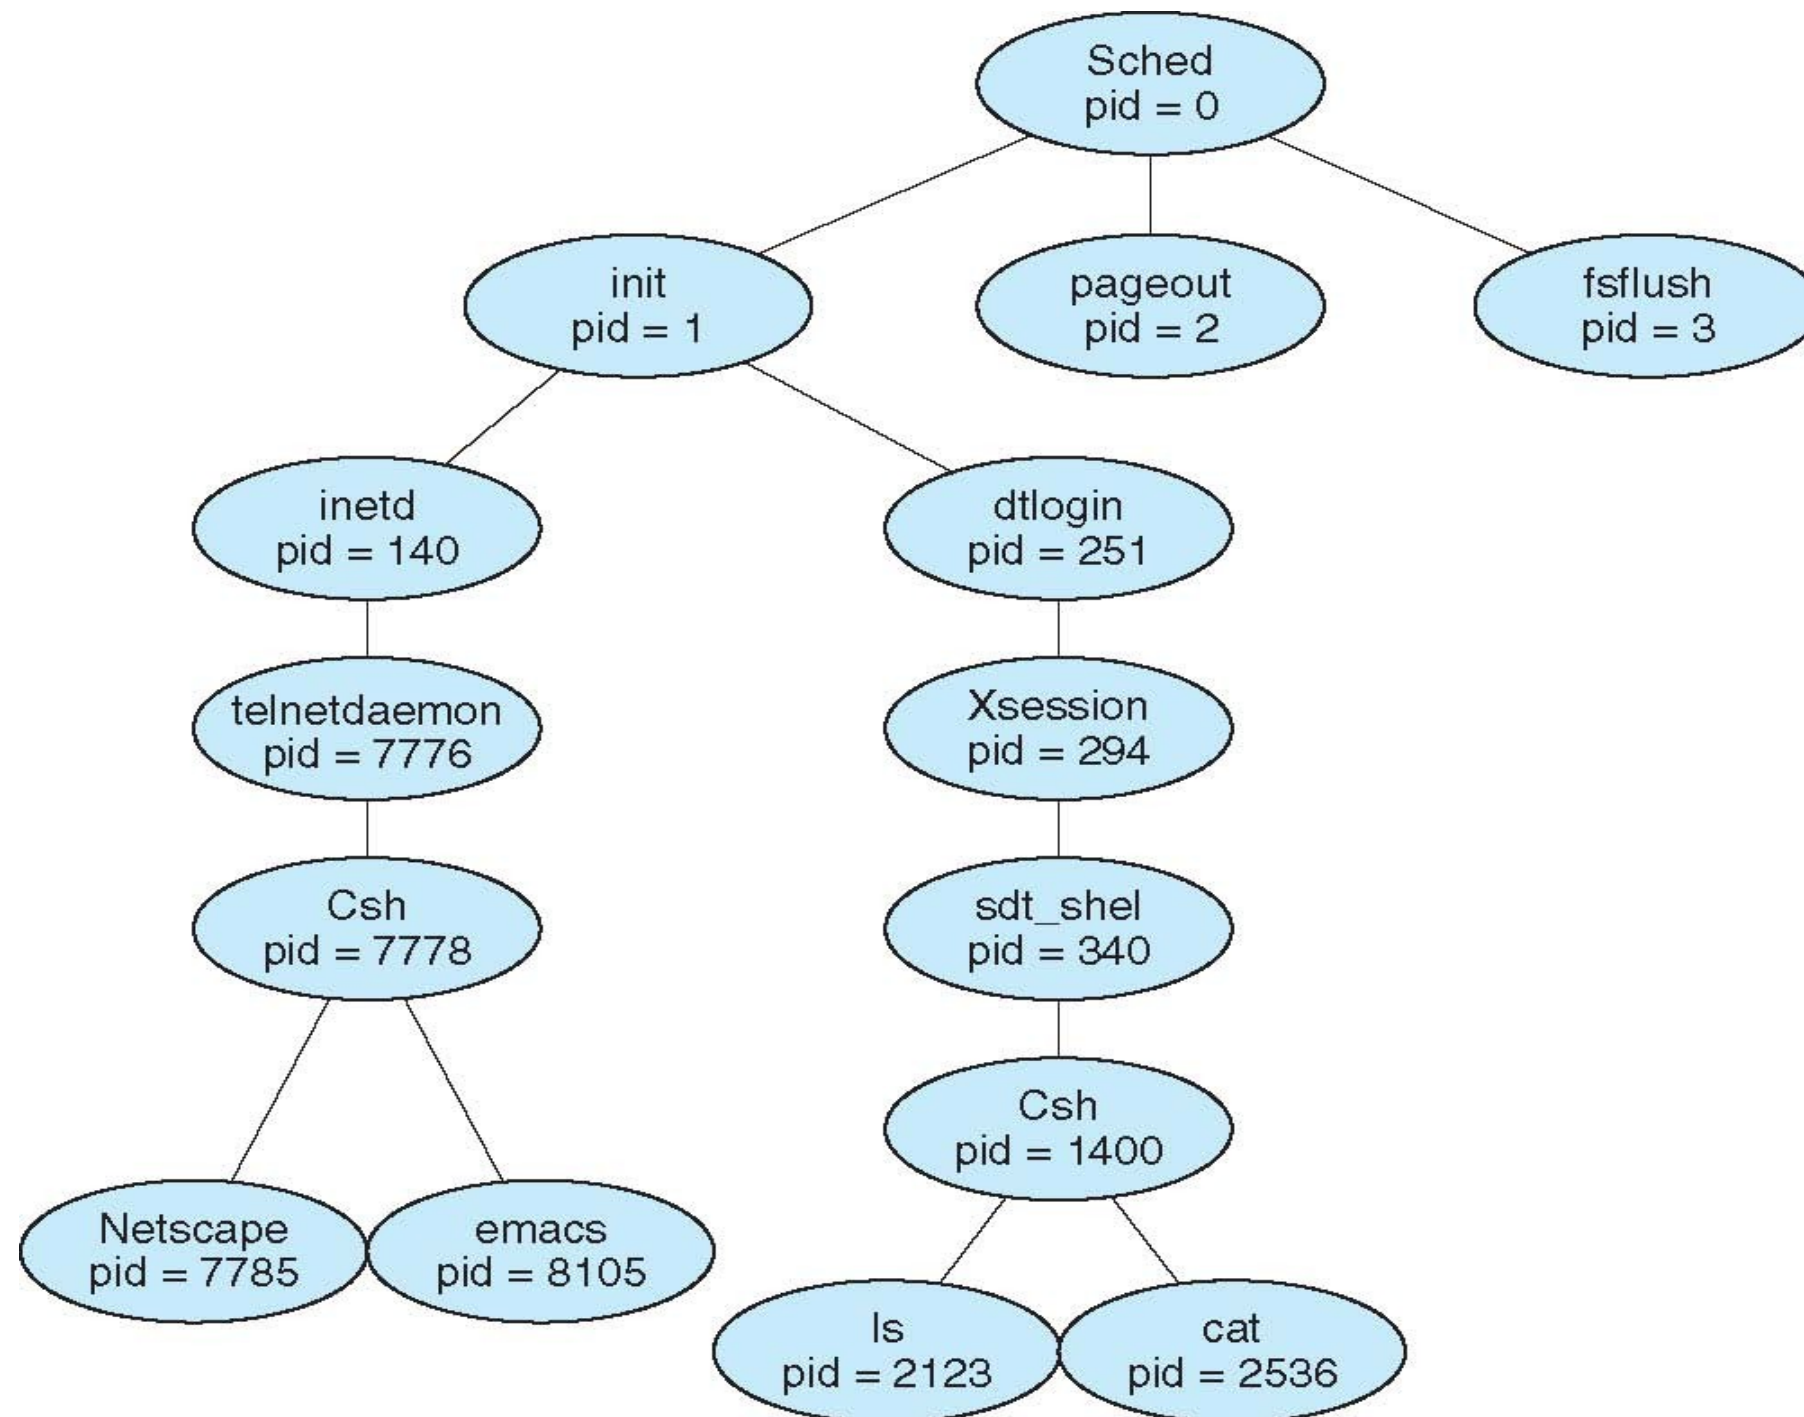 Sched
pid = 0
init
pid = 1
pageout
pid = 2
fsflush
pid = 3
inetd
pid = 140
dtlogin
pid = 251
telnetdaemon
pid = 7776
Xsession
pid = 294
Csh
pid = 7778
sdt_shel
pid = 340
Csh
pid = 1400
Netscape
pid = 7785
emacs
pid = 8105
ls
pid = 2123
cat
pid = 2536